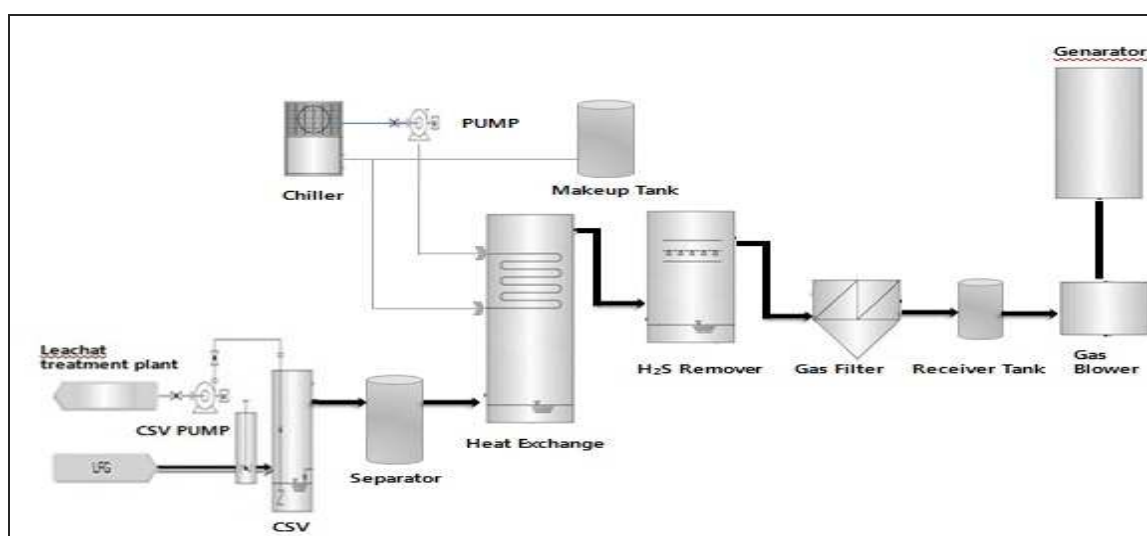 Genarator
PUMP
Chiller
Makeup Tank
Leachat
treatment plant
CSV PUMP
LFG
CSV
Separator
Heat Exchange
H₂S Remover
Gas Filter
Receiver Tank
Gas
Blower